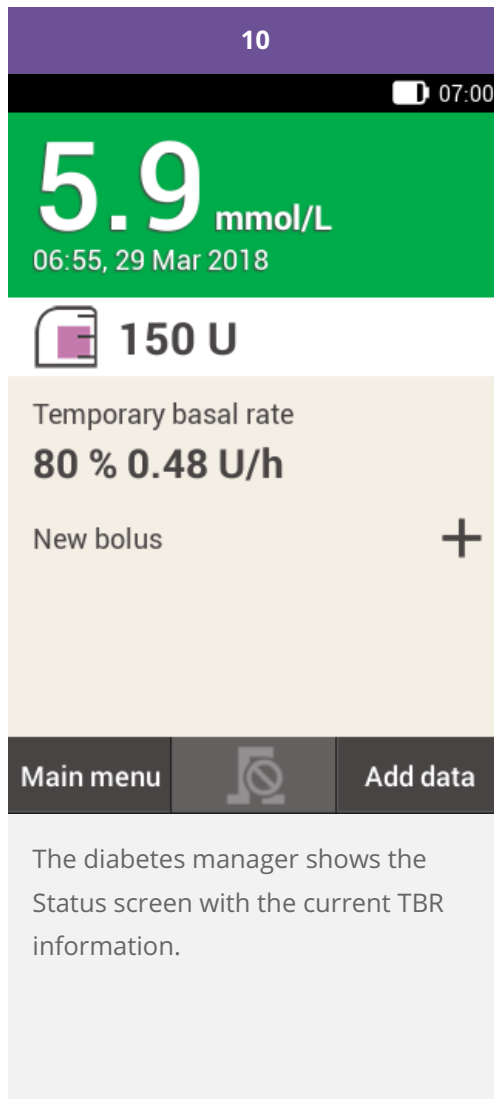 10
07:00
5.9 mmol/L
06:55, 29 Mar 2018
150 U
Temporary basal rate
80 % 0.48 U/h
New bolus
Main menu
Add data
The diabetes manager shows the
Status screen with the current TBR
information.